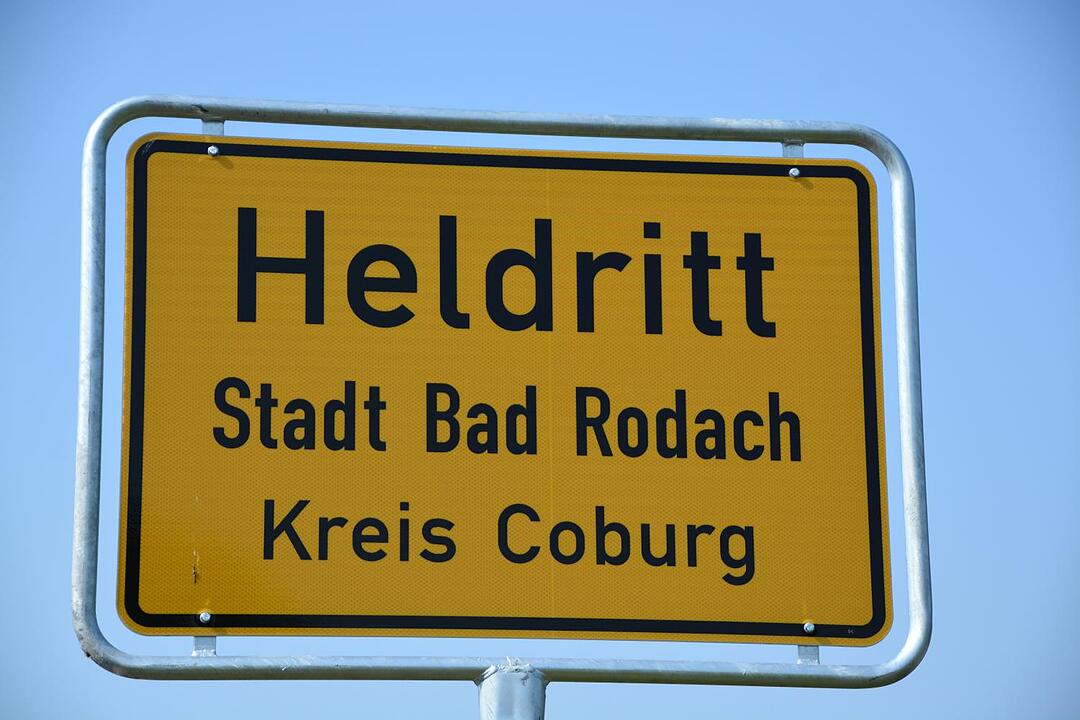 Heldritt
Stadt Bad Rodach
Kreis Coburg